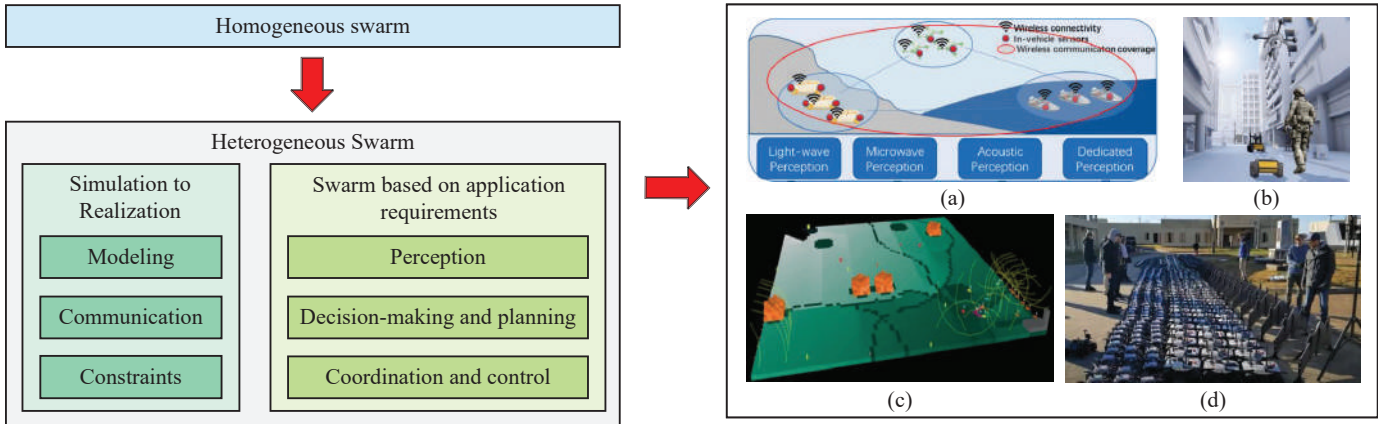 Homogeneous swarm
Heterogeneous Swarm
Simulation to
Realization
Modeling
Communication
Constraints
Swarm based on application
requirements
Perception
Decision-making and planning
Coordination and control
Wireless connectivity
In-vehicle sensors
Wireless communicaton coverage
Light-wave
Perception
Microwave
Perception
Acoustic
Perception
Dedicated
Perception
(a)
(b)
(c)
(d)